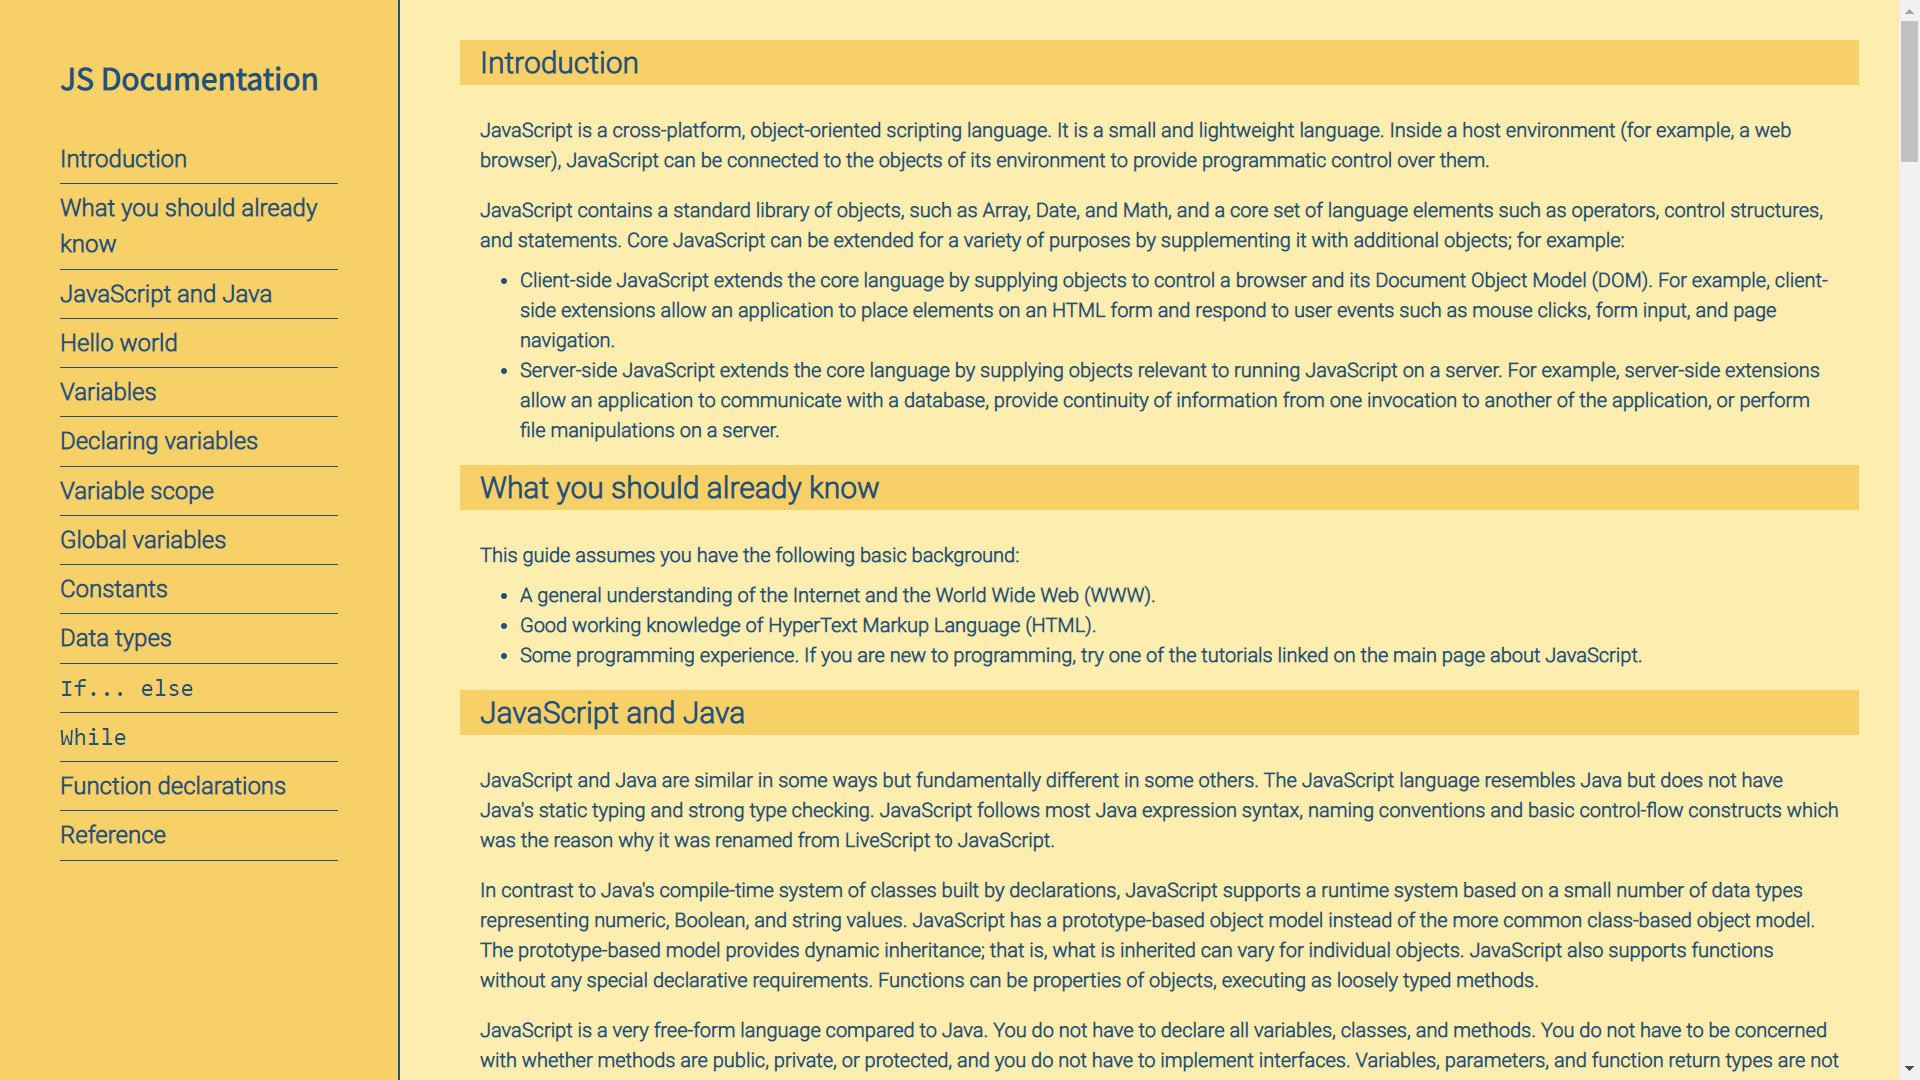 JS Documentation
Introduction
What you should already
know
JavaScript and Java
Hello world
Variables
Declaring variables
Variable scope
Global variables
Constants
Data types
If... else
While
Function declarations
Reference
Introduction
JavaScript is a cross-platform, object-oriented scripting language. It is a small and lightweight language. Inside a host environment (for example, a web
browser), JavaScript can be connected to the objects of its environment to provide programmatic control over them.
JavaScript contains a standard library of objects, such as Array, Date, and Math, and a core set of language elements such as operators, control structures,
and statements. Core JavaScript can be extended for a variety of purposes by supplementing it with additional objects; for example:
• Client-side JavaScript extends the core language by supplying objects to control a browser and its Document Object Model (DOM). For example, client-
side extensions allow an application to place elements on an HTML form and respond to user events such as mouse clicks, form input, and page
navigation.
• Server-side JavaScript extends the core language by supplying objects relevant to running JavaScript on a server. For example, server-side extensions
allow an application to communicate with a database, provide continuity of information from one invocation to another of the application, or perform
file manipulations on a server.
What you should already know
This guide assumes you have the following basic background:
• A general understanding of the Internet and the World Wide Web (WWW).
• Good working knowledge of HyperText Markup Language (HTML).
• Some programming experience. If you are new to programming, try one of the tutorials linked on the main page about JavaScript.
JavaScript and Java
JavaScript and Java are similar in some ways but fundamentally different in some others. The JavaScript language resembles Java but does not have
Java's static typing and strong type checking. JavaScript follows most Java expression syntax, naming conventions and basic control-flow constructs which
was the reason why it was renamed from LiveScript to JavaScript.
In contrast to Java's compile-time system of classes built by declarations, JavaScript supports a runtime system based on a small number of data types
representing numeric, Boolean, and string values. JavaScript has a prototype-based object model instead of the more common class-based object model.
The prototype-based model provides dynamic inheritance; that is, what is inherited can vary for individual objects. JavaScript also supports functions
without any special declarative requirements. Functions can be properties of objects, executing as loosely typed methods.
JavaScript is a very free-form language compared to Java. You do not have to declare all variables, classes, and methods. You do not have to be concerned
with whether methods are public, private, or protected, and you do not have to implement interfaces. Variables, parameters, and function return types are not